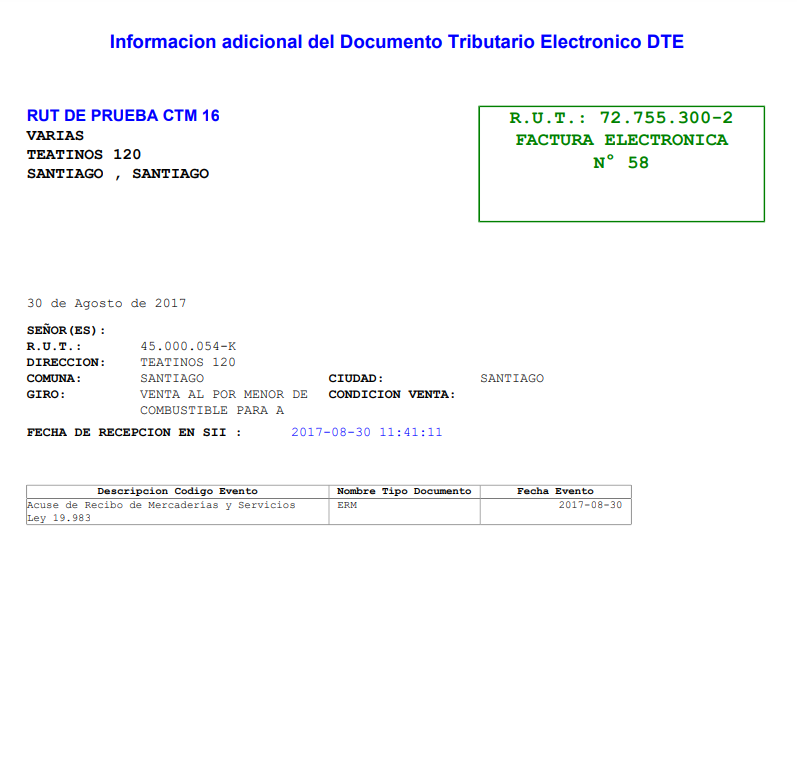 Informacion adicional del Documento Tributario Electronico DTE
RUT DE PRUEBA CTM 16
VARIAS
TEATINOS 120
SANTIAGO , SANTIAGO
R.U.T.: 72.755.300-2
FACTURA ELECTRONICA
N° 58
30 de Agosto de 2017
SEÑOR(ES):
R.U.T.: 45.000.054-K
DIRECCION: TEATINOS 120
COMUNA: SANTIAGO CIUDAD: SANTIAGO
GIRO: VENTA AL POR MENOR DE CONDICION VENTA:
COMBUSTIBLE PARA A
FECHA DE RECEPCION EN SII : 2017-08-30 11:41:11
Descripcion Codigo Evento Nombre Tipo Documento Fecha Evento
Acuse de Recibo de Mercaderias y Servicios ERM 2017-08-30
Ley 19.983